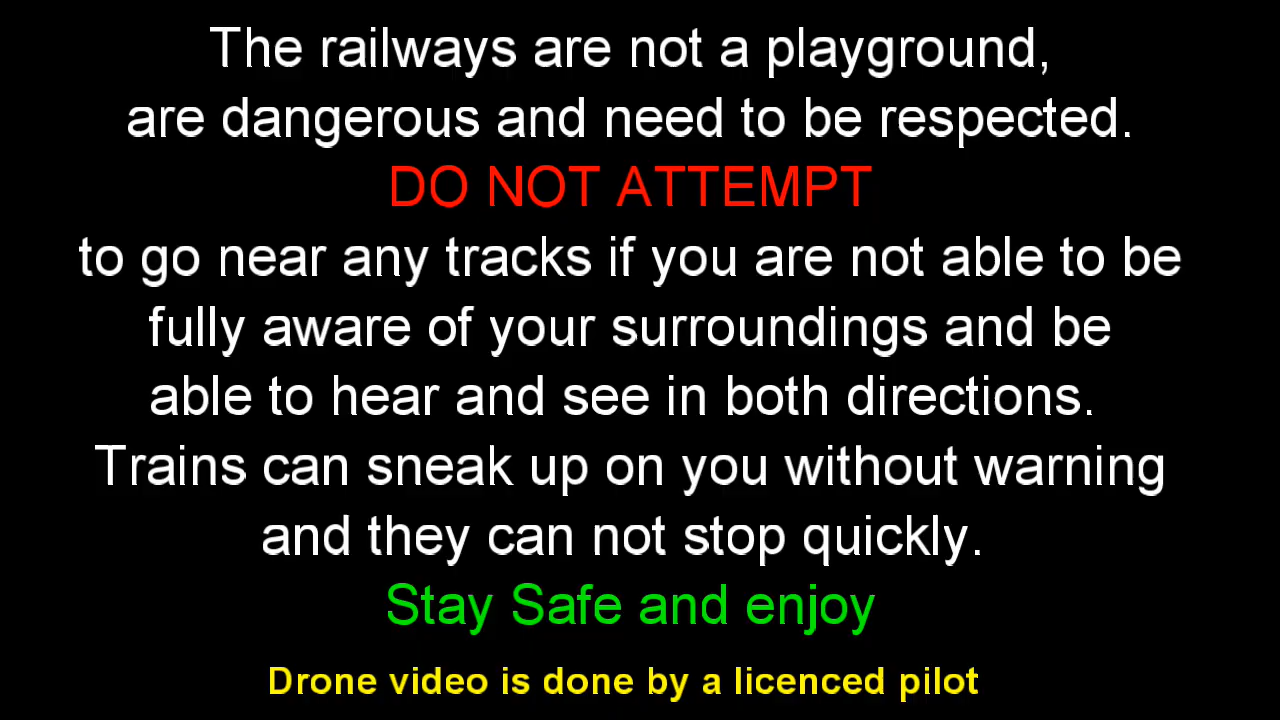 The railways are not a playground,
are dangerous and need to be respected.
DO NOT ATTEMPT
to go near any tracks if you are not able to be
fully aware of your surroundings and be
able to hear and see in both directions.
Trains can sneak up on you without warning
and they can not stop quickly.
Stay Safe and enjoy
Drone video is done by a licenced pilot